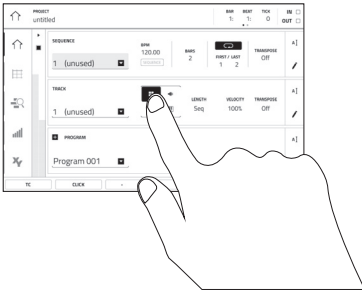 PROJECT
untitled
BAR BEAT TICK
1: 1: 0
IN
OUT
SEQUENCE
1 (unused)
BPM
120.00
SEQUENCE
BARS
2
FIRST / LAST
1 2
TRANSPOSE
Off
TRACK
1 (unused)
LENGTH
Seq
VELOCITY
100%
TRANSPOSE
Off
PROGRAM
Program 001
TC
CLICK